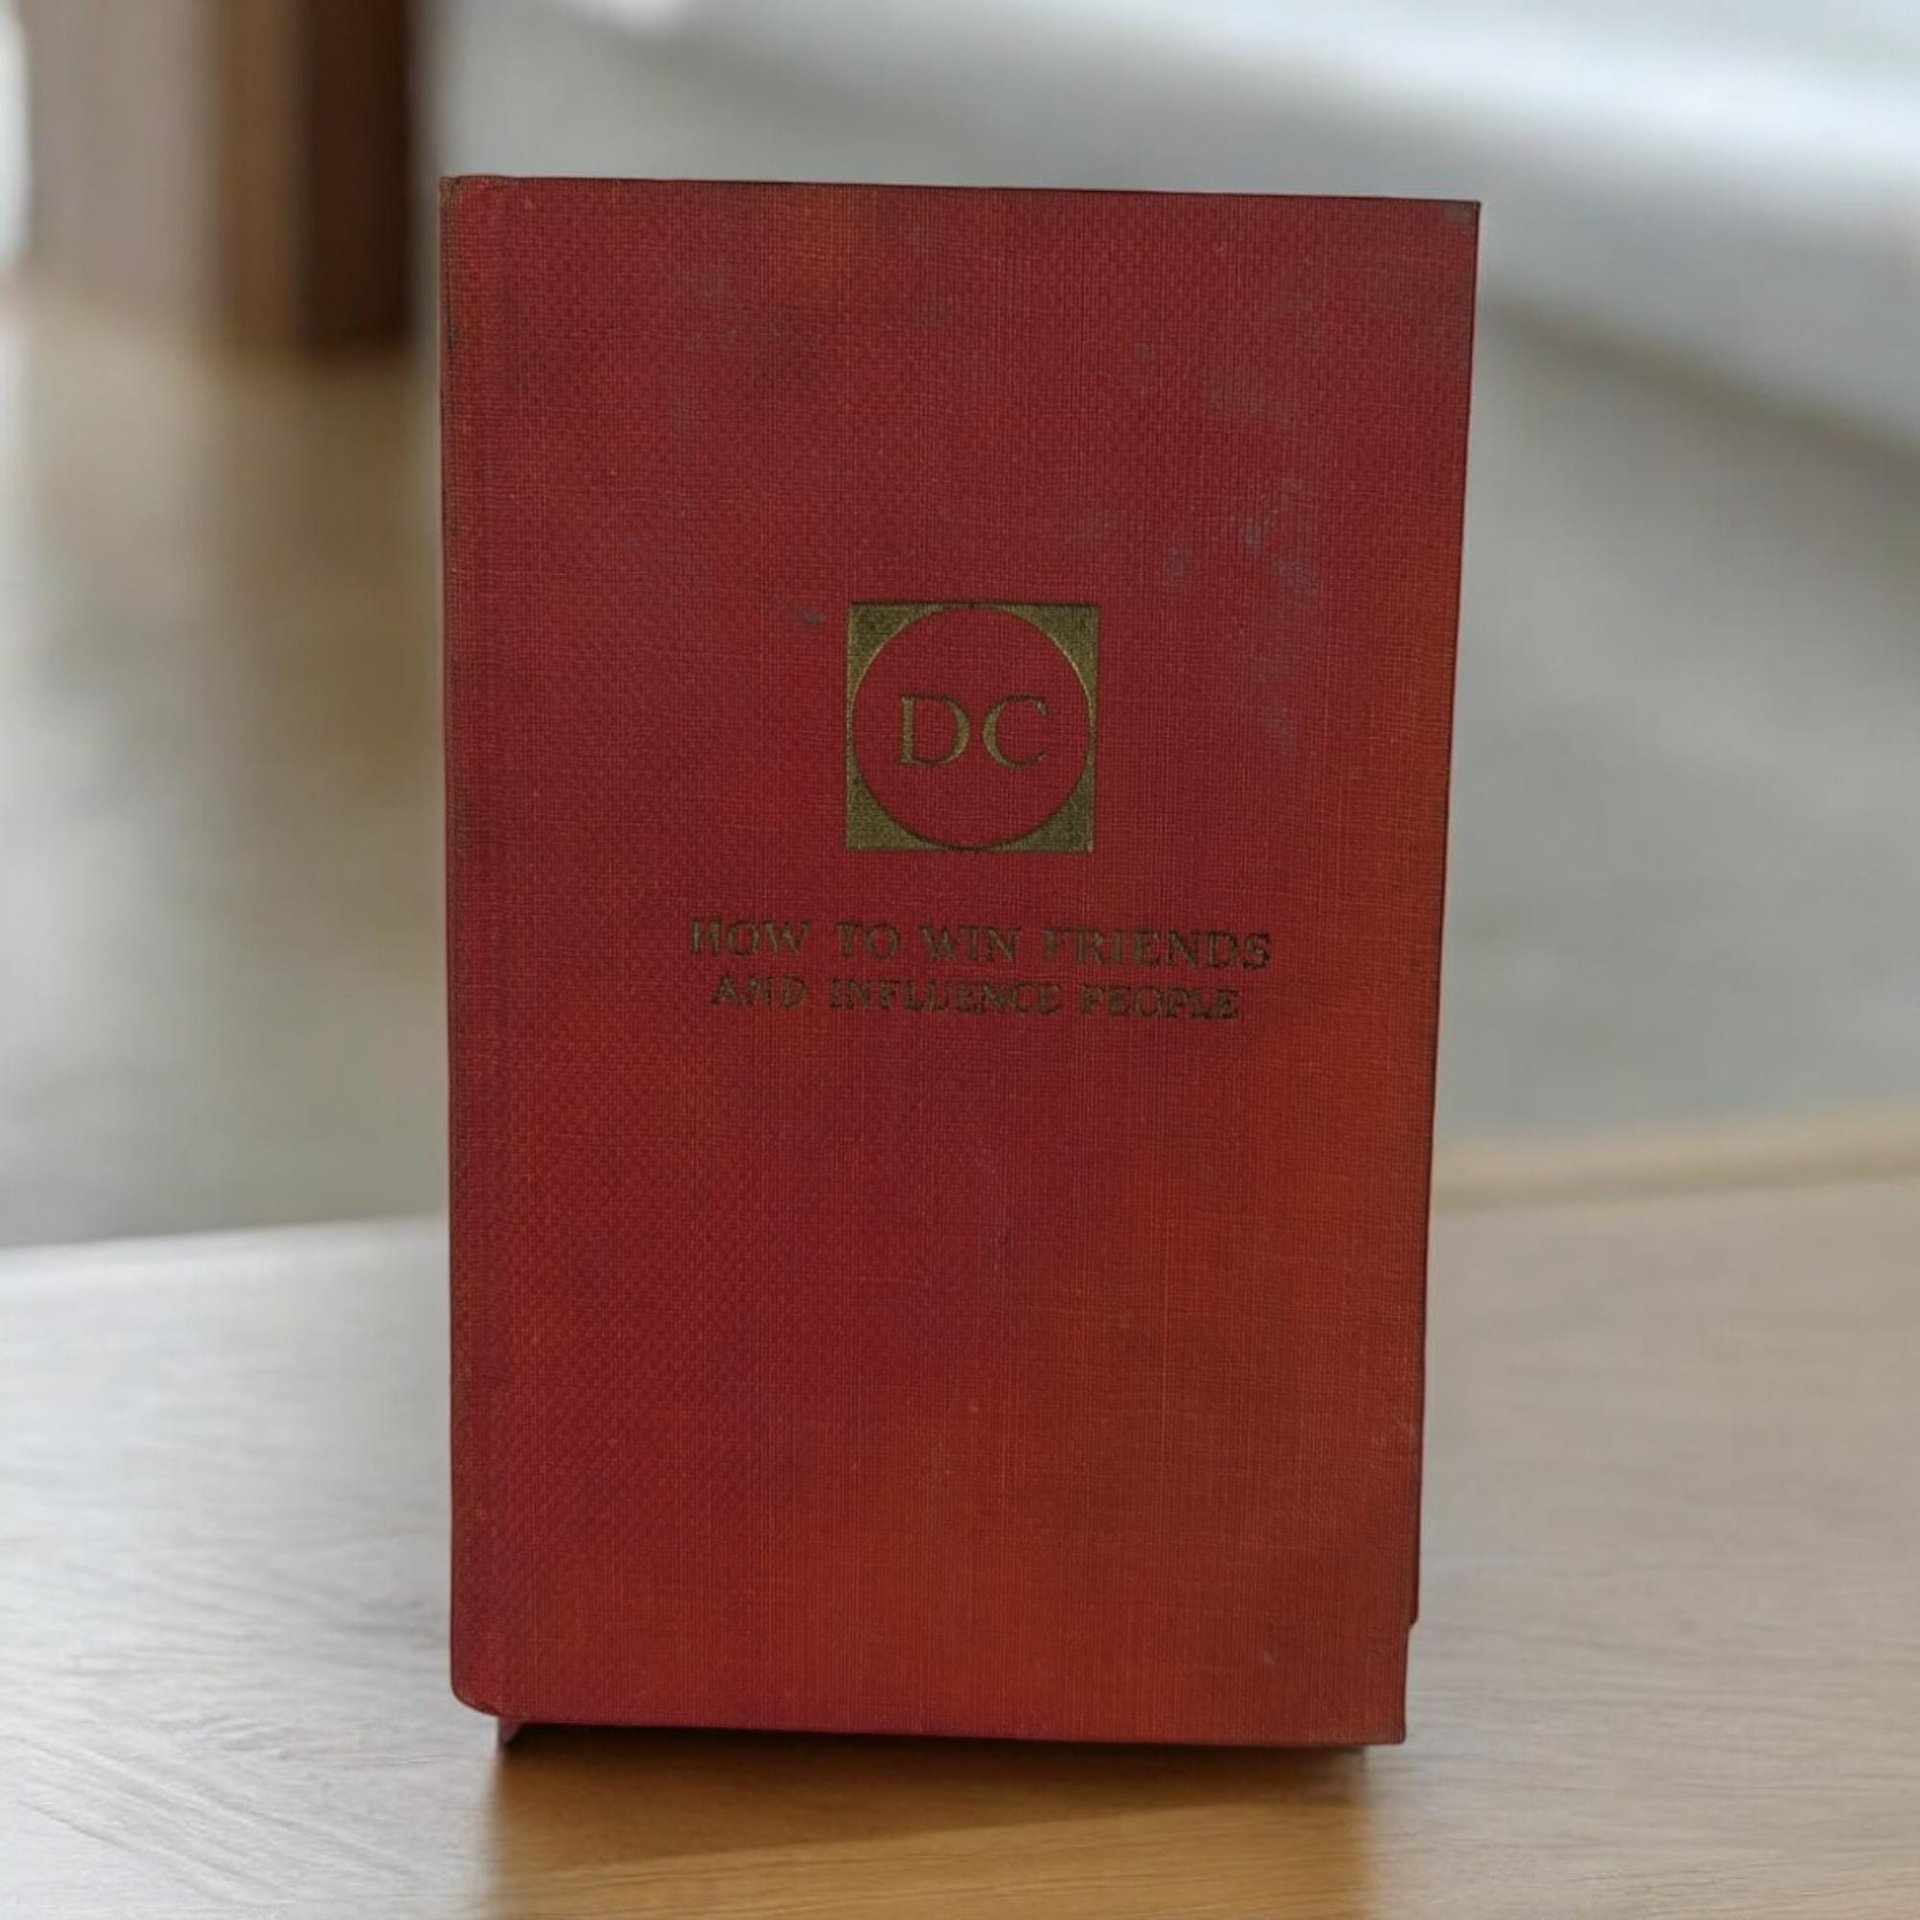 DC
HOW TO WIN FRIENDS
AND INFLUENCE PEOPLE